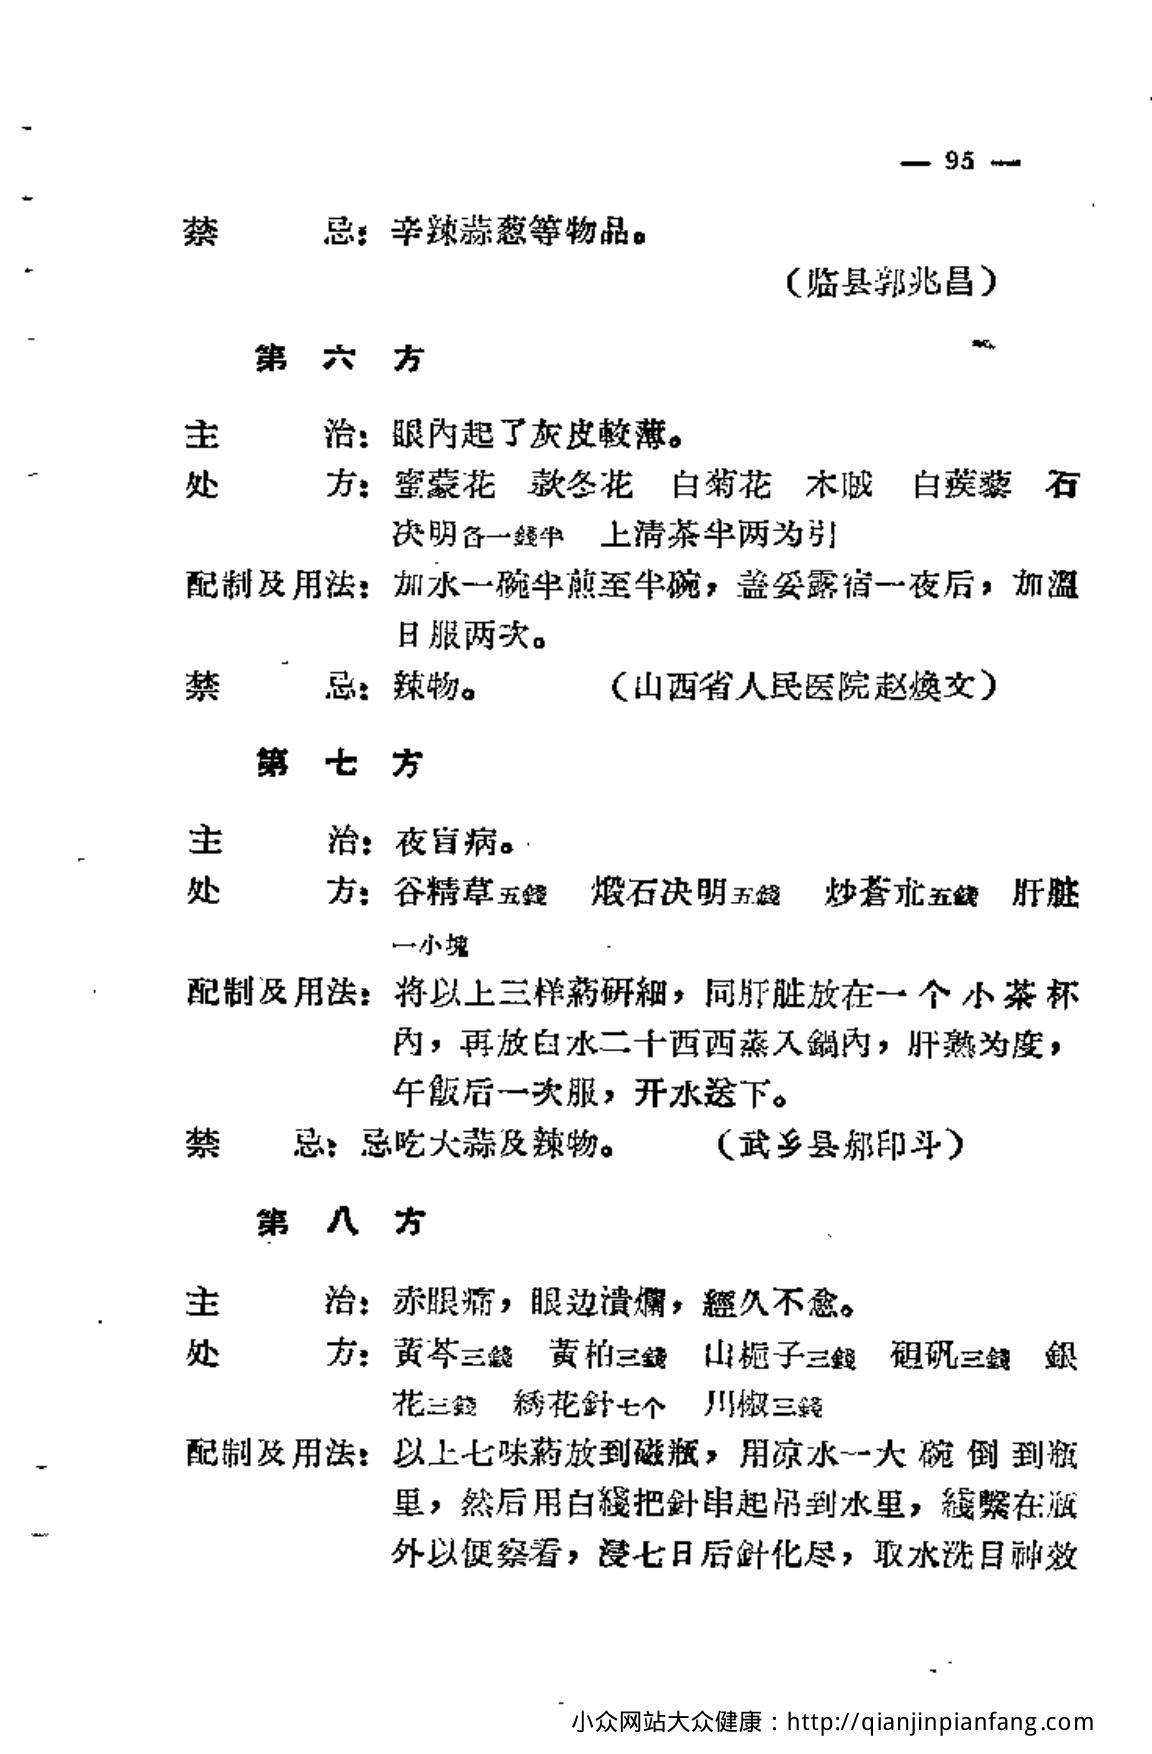 — 95 —
禁　　忌：辛辣蒜葱等物品。
（临县郭兆昌）
第六方
主　　治：眼內起了灰皮較薄。
处　　方：蜜蒙花　款冬花　白菊花　木贼　白蒺藜　石
决明各一錢半　上清茶半两为引
配制及用法：加水一碗半煎至半碗，盖妥露宿一夜后，加溫
日服两次。
禁　　忌：辣物。　（山西省人民医院赵煥文）
第七方
主　　治：夜盲病。
处　　方：谷精草五錢　煅石决明五錢　炒蒼朮五錢　肝脏
一小塊
配制及用法：将以上三样葯研細，同肝脏放在一个小茶杯
內，再放白水二十西西蒸入鍋內，肝熟为度，
午飯后一次服，开水送下。
禁　　忌：忌吃大蒜及辣物。　（武乡县郝印斗）
第八方
主　　治：赤眼痛，眼边潰爛，經久不愈。
处　　方：黃芩三錢　黃柏三錢　山梔子三錢　硍矾三錢　銀
花三錢　綉花針七个　川椒三錢
配制及用法：以上七味葯放到磁瓶，用凉水一大碗倒到瓶
里，然后用白綫把針串起吊到水里，綫繫在瓶
外以便察看，浸七日后針化尽，取水洗目神效
小众网站大众健康：http://qianjinpianfang.com